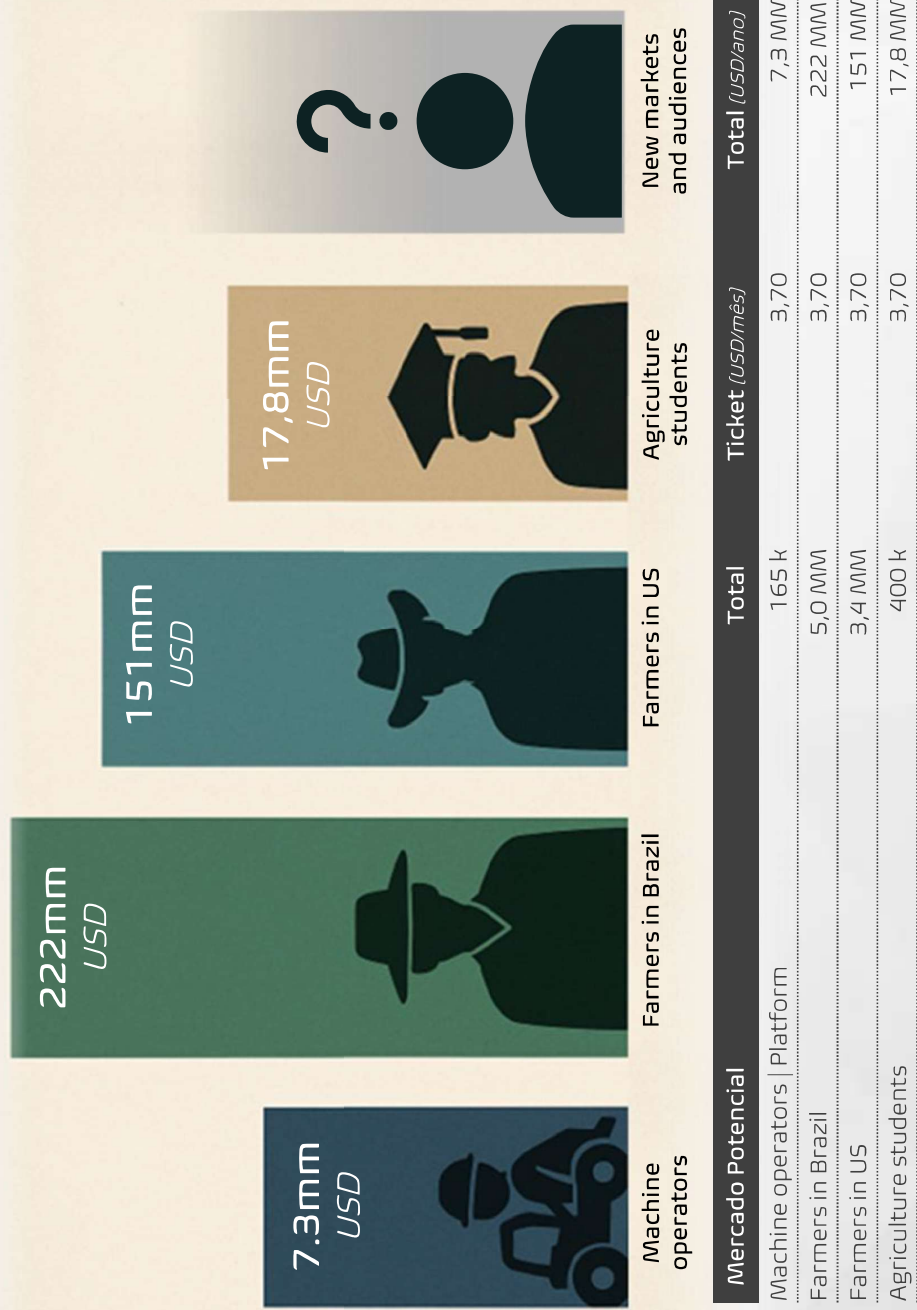 7.3mm
USD
222mm
USD
151mm
USD
17,8mm
USD
?
Machine
operators
Farmers in Brazil
Farmers in US
Agriculture
students
New markets
and audiences
Mercado Potencial Total Ticket (USD/mês) Total (USD/ano)
Machine operators | Platform 165 k 3,70 7,3 MM
Farmers in Brazil 5,0 MM 3,70 222 MM
Farmers in US 3,4 MM 3,70 151 MM
Agriculture students 400 k 3,70 17,8 MM